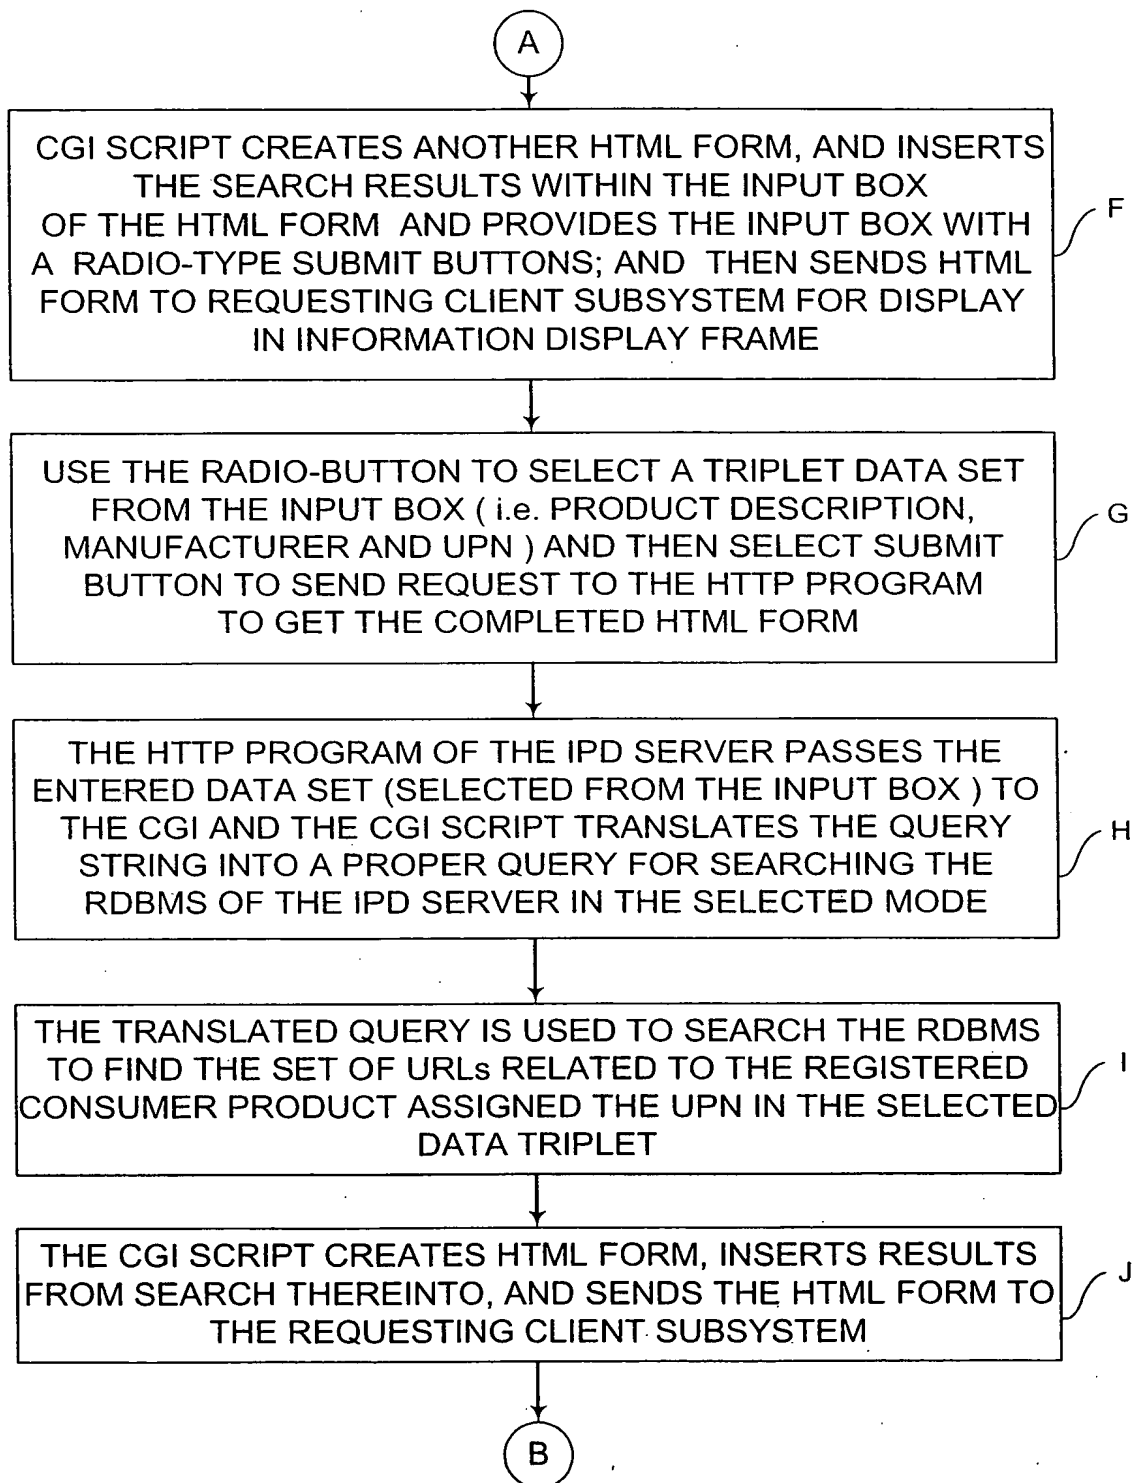 A
CGI SCRIPT CREATES ANOTHER HTML FORM, AND INSERTS
THE SEARCH RESULTS WITHIN THE INPUT BOX
OF THE HTML FORM AND PROVIDES THE INPUT BOX WITH
A RADIO-TYPE SUBMIT BUTTONS; AND THEN SENDS HTML
FORM TO REQUESTING CLIENT SUBSYSTEM FOR DISPLAY
IN INFORMATION DISPLAY FRAME
F
USE THE RADIO-BUTTON TO SELECT A TRIPLET DATA SET
FROM THE INPUT BOX ( i.e. PRODUCT DESCRIPTION,
MANUFACTURER AND UPN ) AND THEN SELECT SUBMIT
BUTTON TO SEND REQUEST TO THE HTTP PROGRAM
TO GET THE COMPLETED HTML FORM
G
THE HTTP PROGRAM OF THE IPD SERVER PASSES THE
ENTERED DATA SET (SELECTED FROM THE INPUT BOX ) TO
THE CGI AND THE CGI SCRIPT TRANSLATES THE QUERY
STRING INTO A PROPER QUERY FOR SEARCHING THE
RDBMS OF THE IPD SERVER IN THE SELECTED MODE
H
THE TRANSLATED QUERY IS USED TO SEARCH THE RDBMS
TO FIND THE SET OF URLs RELATED TO THE REGISTERED
CONSUMER PRODUCT ASSIGNED THE UPN IN THE SELECTED
DATA TRIPLET
I
THE CGI SCRIPT CREATES HTML FORM, INSERTS RESULTS
FROM SEARCH THEREINTO, AND SENDS THE HTML FORM TO
THE REQUESTING CLIENT SUBSYSTEM
J
B